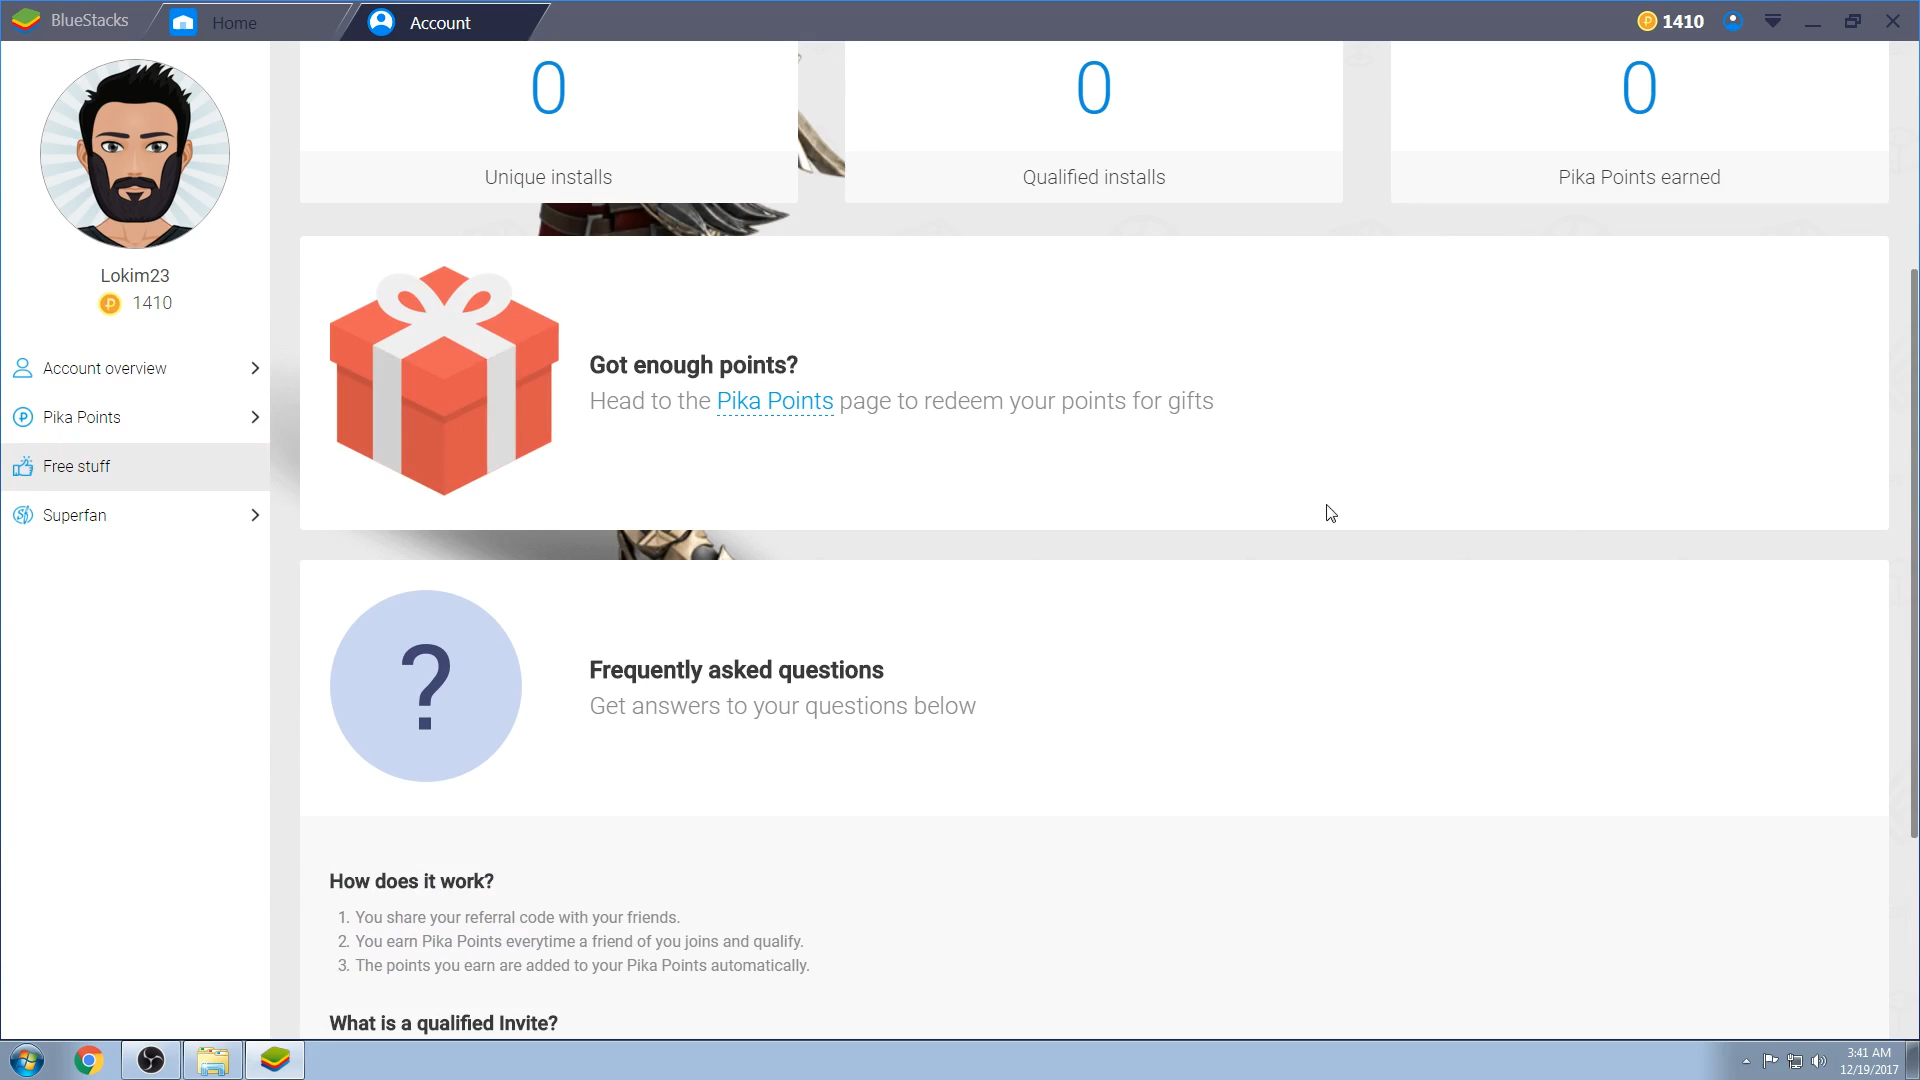 BlueStacks
Home
Account
1410
Lokim23
1410
Account overview
Pika Points
Free stuff
Superfan
0
Unique installs
0
Qualified installs
0
Pika Points earned
Got enough points?
Head to the Pika Points page to redeem your points for gifts
?
Frequently asked questions
Get answers to your questions below
How does it work?
1. You share your referral code with your friends.
2. You earn Pika Points everytime a friend of you joins and qualify.
3. The points you earn are added to your Pika Points automatically.
What is a qualified Invite?
3:41 AM
12/19/2017